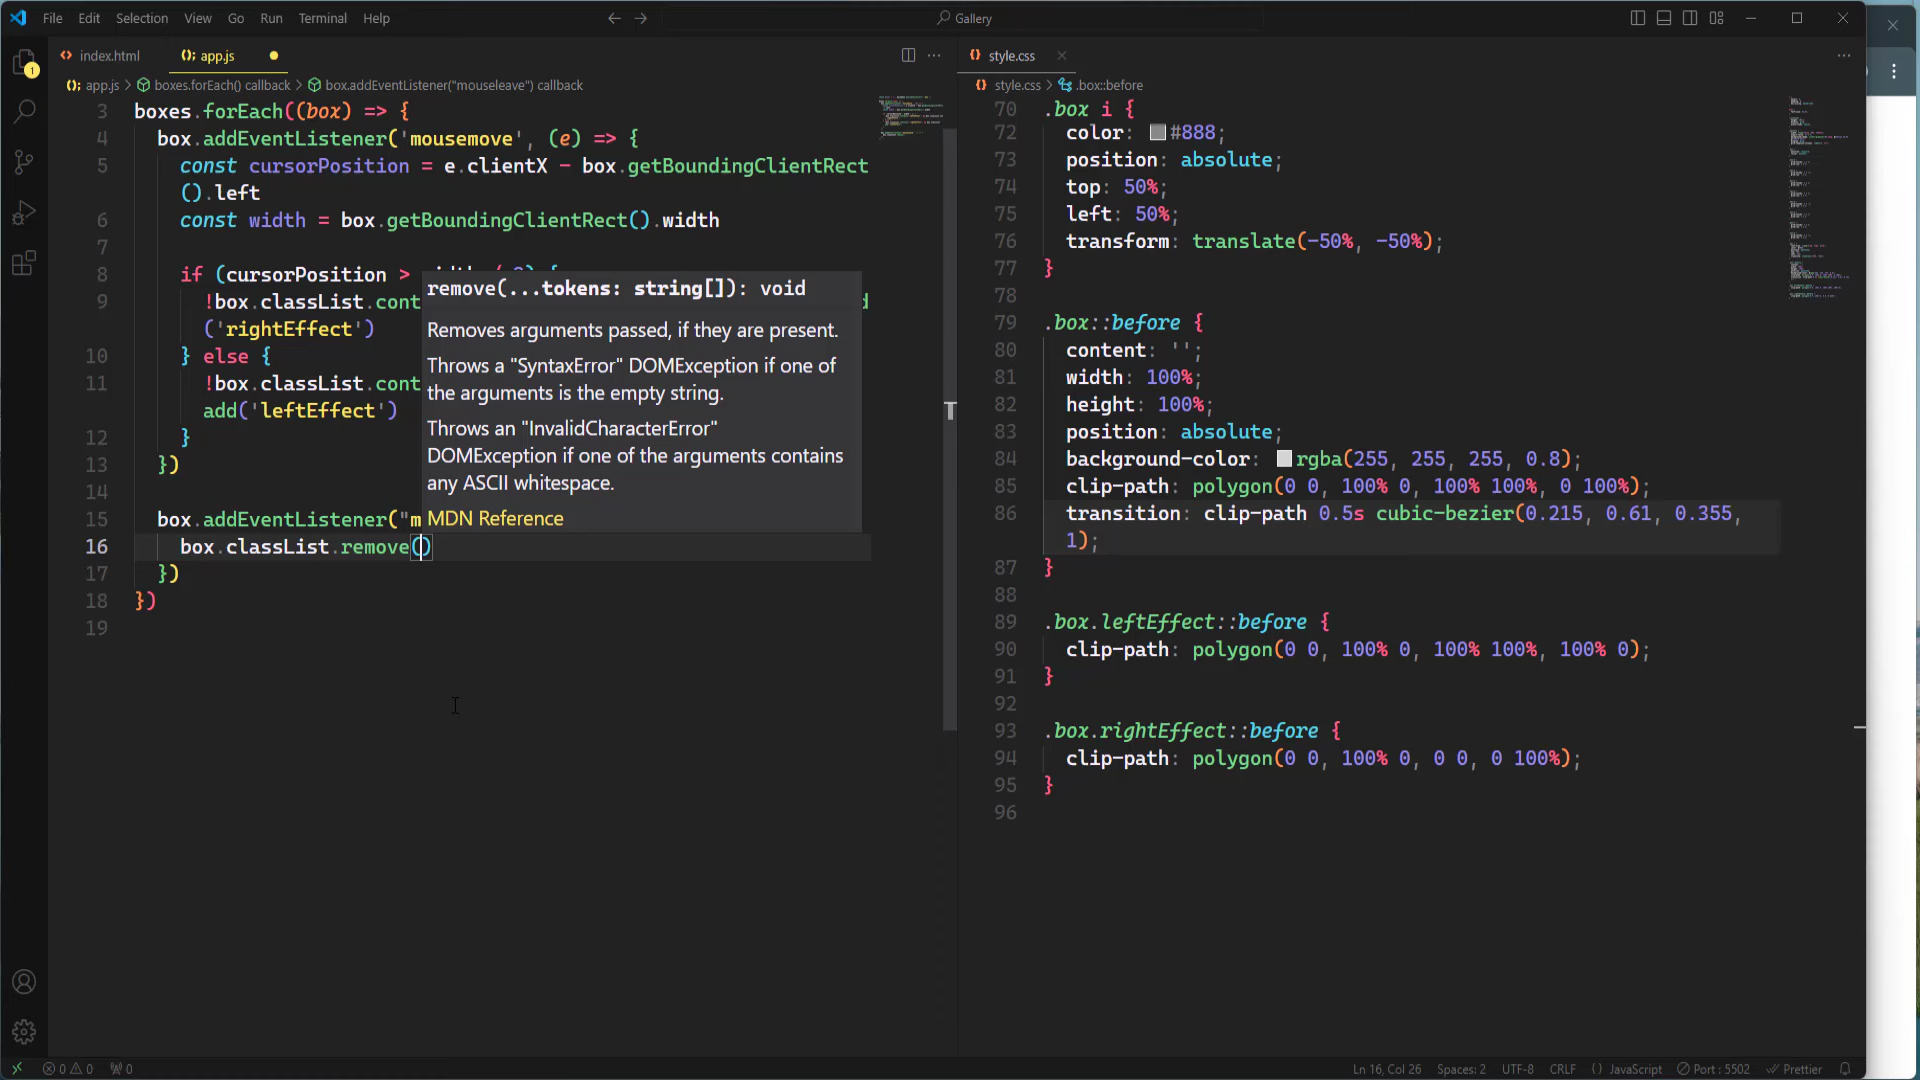 File Edit Selection View Go Run Terminal Help
Gallery
index.html
app.js
app.js > boxes.forEach() callback > box.addEventListener("mouseleave") callback
3 boxes.forEach((box) => {
4 box.addEventListener('mousemove', (e) => {
5 const cursorPosition = e.clientX - box.getBoundingClientRect
().left
6 const width = box.getBoundingClientRect().width
7
8 if (cursorPosition >
9 !box.classList.cont
('rightEffect')
10 } else {
11 !box.classList.cont
add('leftEffect')
12 }
13 })
14
15 box.addEventListener("m
16 box.classList.remove()
17 })
18 })
19
remove(...tokens: string[]): void
Removes arguments passed, if they are present.
Throws a "SyntaxError" DOMException if one of
the arguments is the empty string.
Throws an "InvalidCharacterError"
DOMException if one of the arguments contains
any ASCII whitespace.
MDN Reference
style.css
style.css > .box::before
70 .box i {
72 color: #888;
73 position: absolute;
74 top: 50%;
75 left: 50%;
76 transform: translate(-50%, -50%);
77 }
78
79 .box::before {
80 content: '';
81 width: 100%;
82 height: 100%;
83 position: absolute;
84 background-color: rgba(255, 255, 255, 0.8);
85 clip-path: polygon(0 0, 100% 0, 100% 100%, 0 100%);
86 transition: clip-path 0.5s cubic-bezier(0.215, 0.61, 0.355,
1);
87 }
88
89 .box.leftEffect::before {
90 clip-path: polygon(0 0, 100% 0, 100% 100%, 100% 0);
91 }
92
93 .box.rightEffect::before {
94 clip-path: polygon(0 0, 100% 0, 0 0, 0 100%);
95 }
96
1
0 0 0
Ln 16, Col 26 Spaces: 2 UTF-8 CRLF {} JavaScript Port : 5502 Prettier